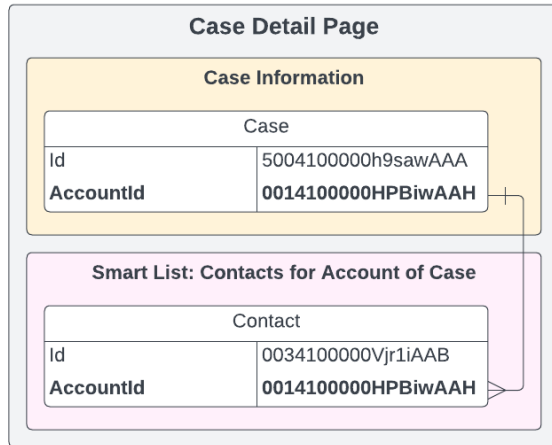 Case Detail Page
Case Information
Case
Id 5004100000h9sawAAA
AccountId 0014100000HPBiwAAH
Smart List: Contacts for Account of Case
Contact
Id 0034100000Vjr1iAAB
AccountId 0014100000HPBiwAAH